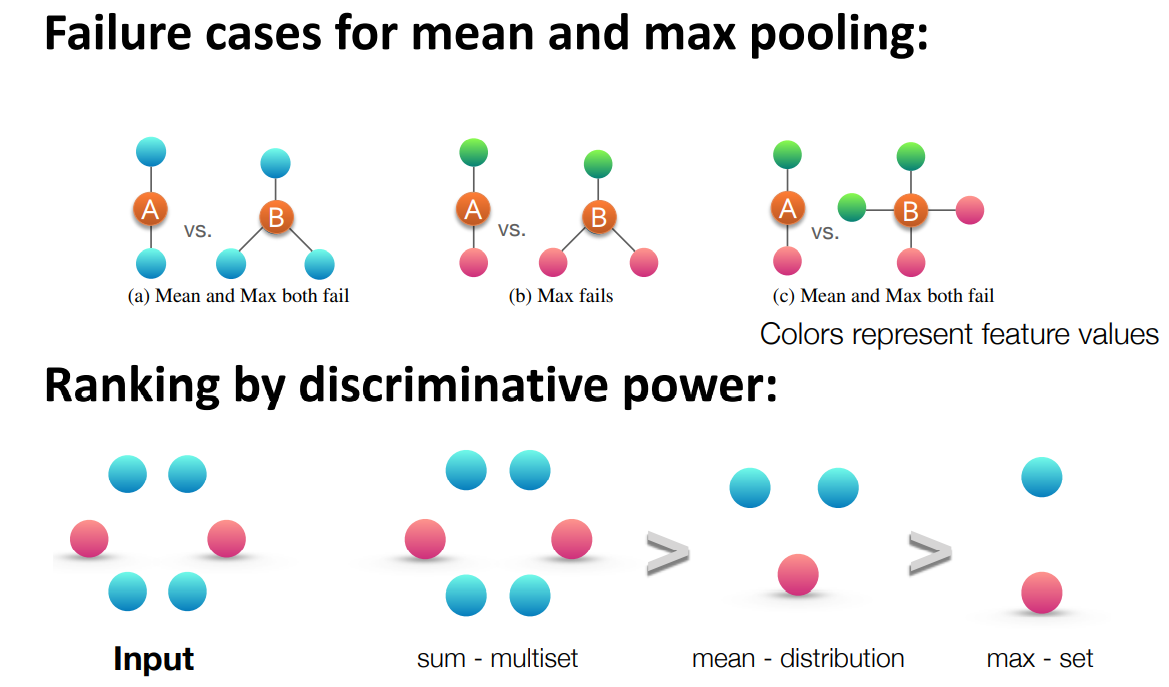 Failure cases for mean and max pooling:
A
vs.
B
(a) Mean and Max both fail
A
vs.
B
(b) Max fails
A
vs.
B
(c) Mean and Max both fail
Colors represent feature values
Ranking by discriminative power:
>
>
Input
sum - multiset
mean - distribution
max - set